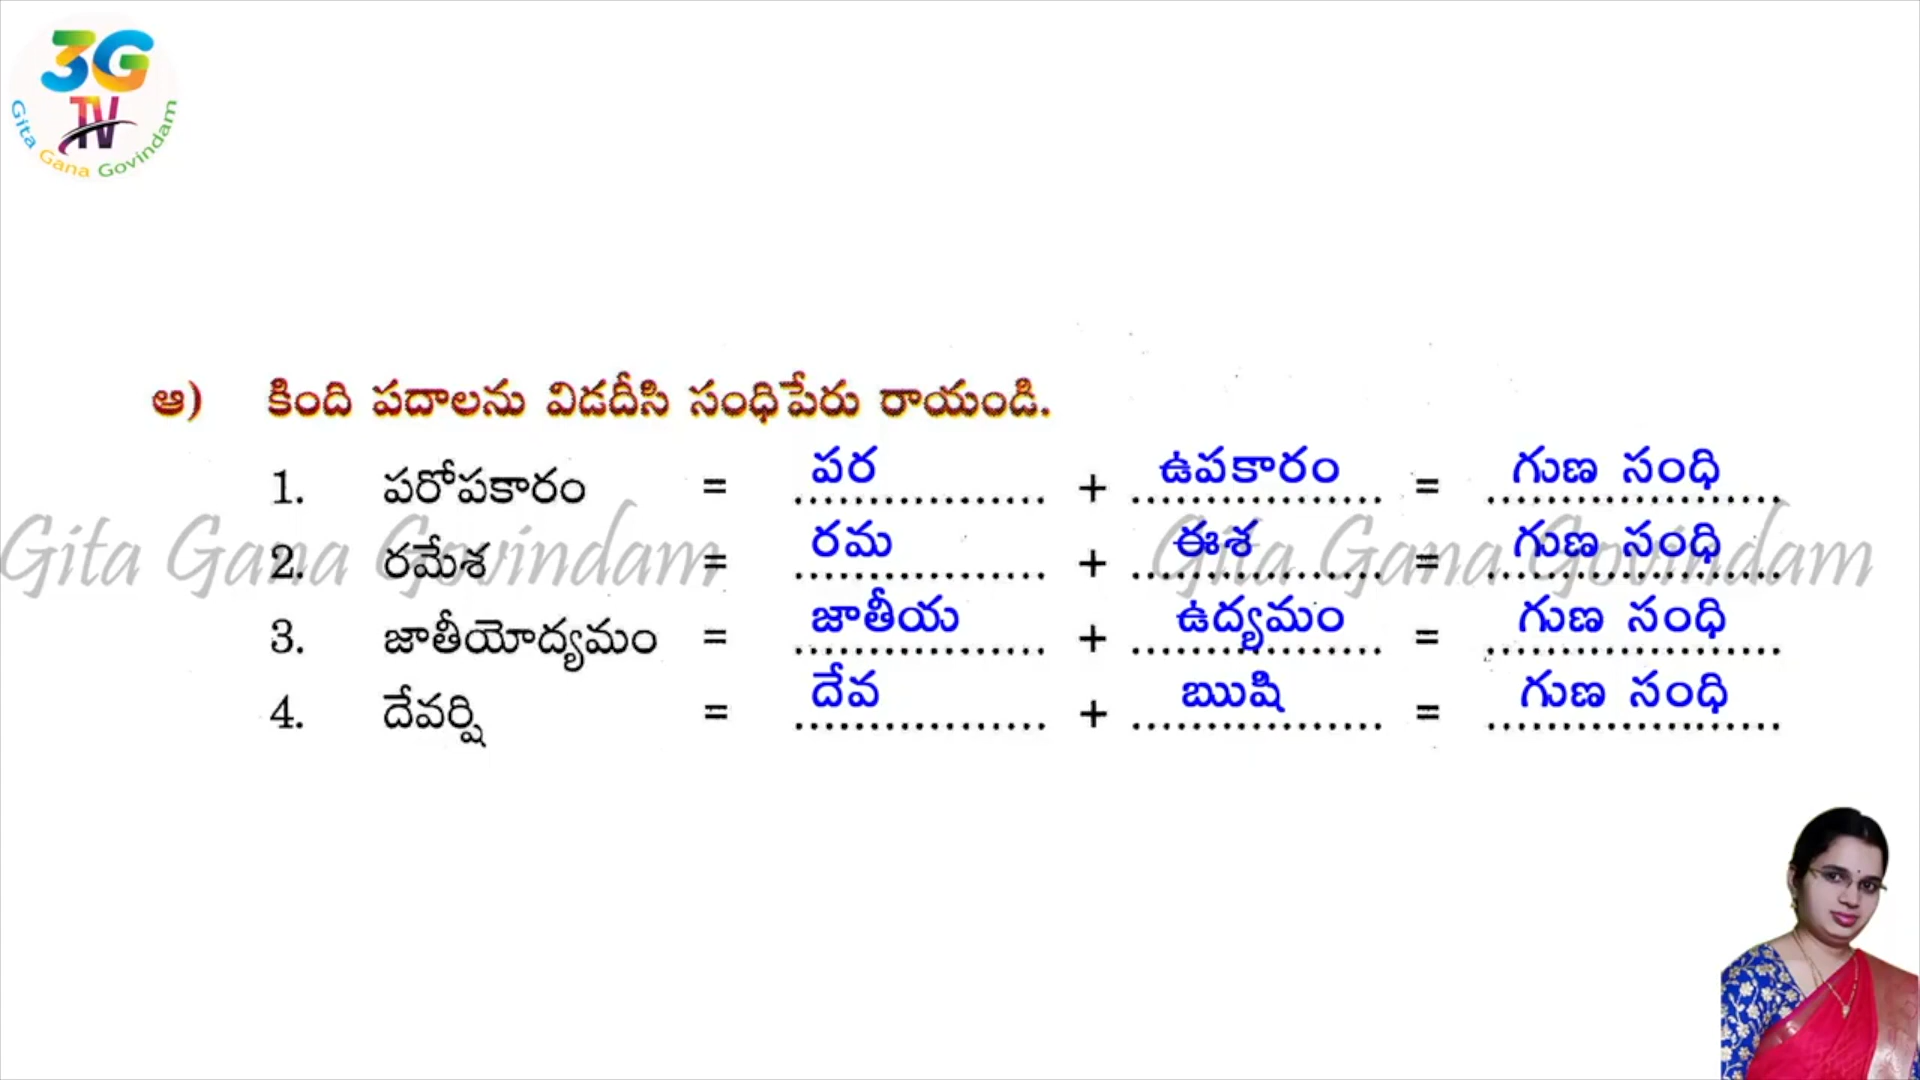 3G
TV
Gita Gana Govindam
ఆ) కింది పదాలను విడదీసి సంధిపేరు రాయండి.
1. పరోపకారం = పర + ఉపకారం = గుణ సంధి
2. రమేశ = రమ + ఈశ = గుణ సంధి
3. జాతీయోద్యమం = జాతీయ + ఉద్యమం = గుణ సంధి
4. దేవర్షి = దేవ + ఋషి = గుణ సంధి
Gita Gana Govindam
Gita Gana Govindam